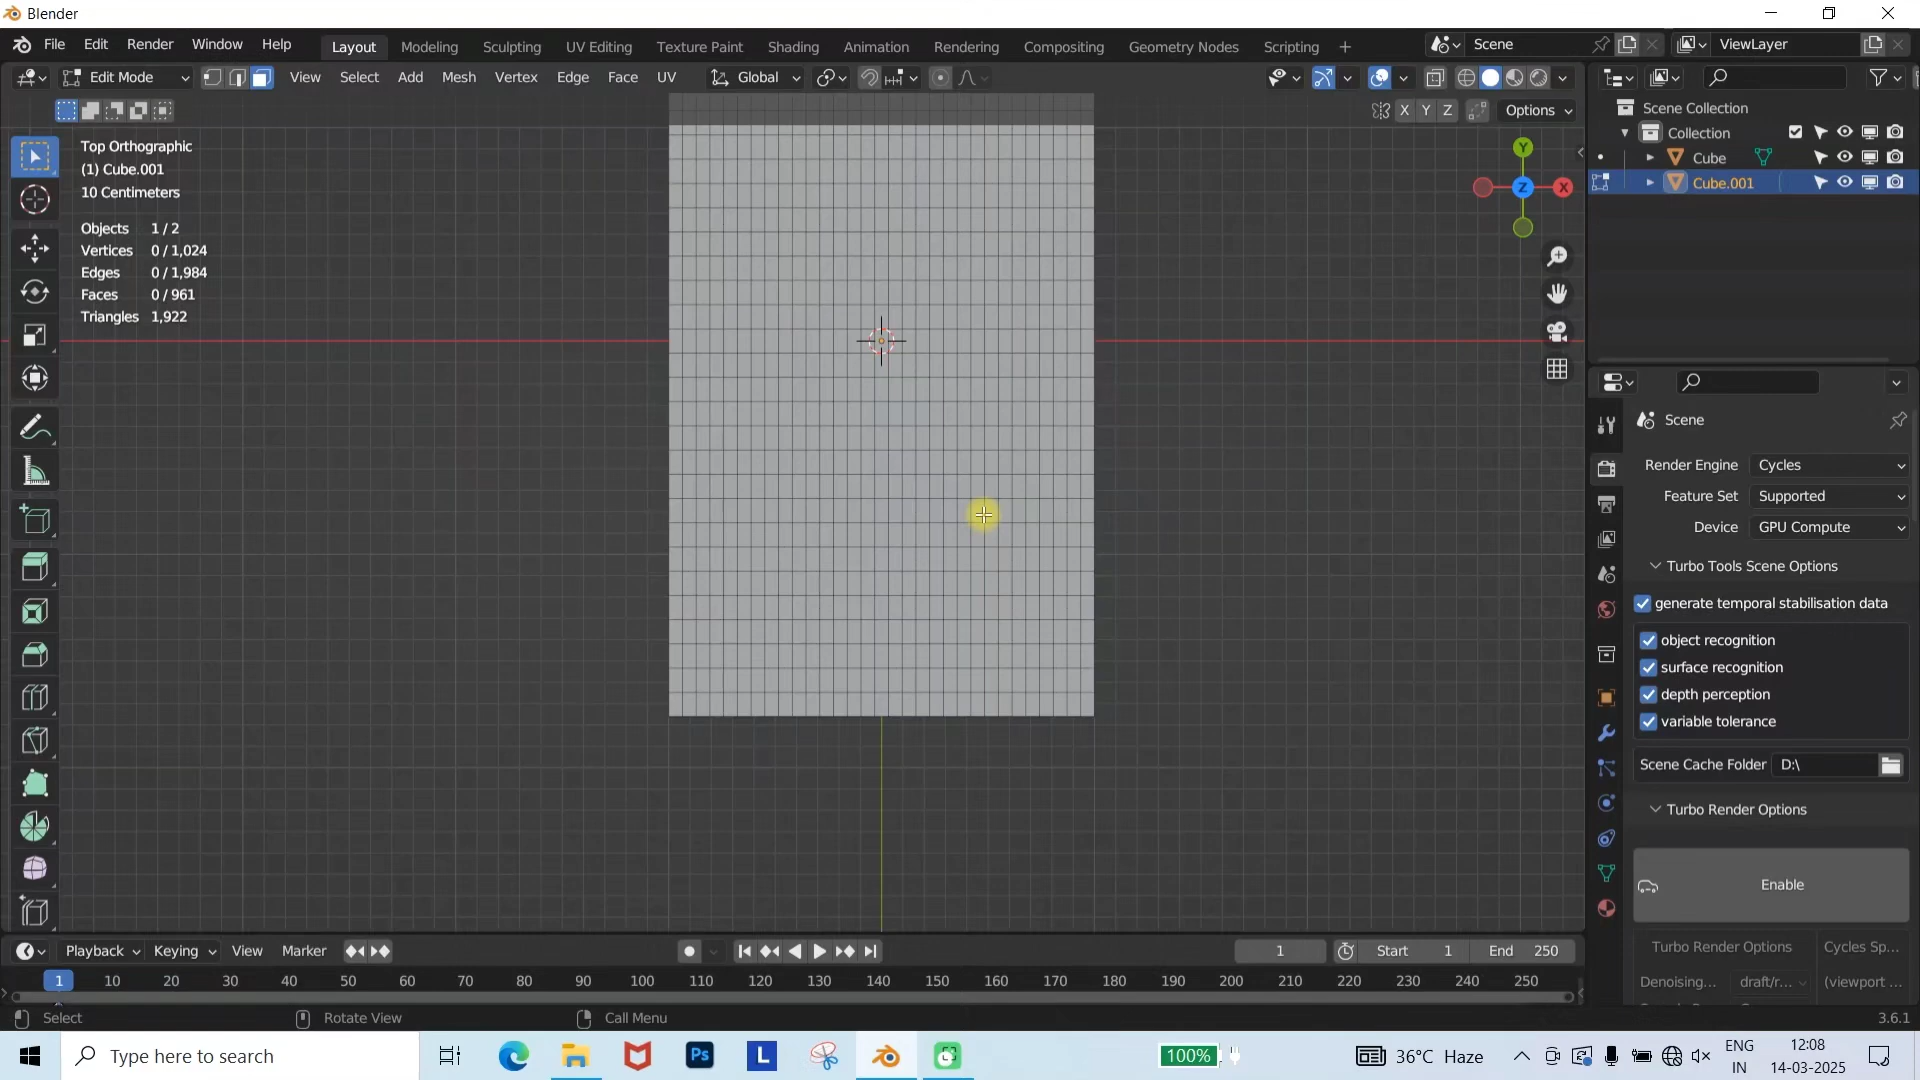 Blender
File Edit Render Window Help Layout Modeling Sculpting UV Editing Texture Paint Shading Animation Rendering Compositing Geometry Nodes Scripting + Scene ViewLayer
Edit Mode View Select Add Mesh Vertex Edge Face UV Global
X Y Z Options
Top Orthographic
(1) Cube.001
10 Centimeters
Objects 1 / 2
Vertices 0 / 1,024
Edges 0 / 1,984
Faces 0 / 961
Triangles 1,922
Y
Z X
Scene Collection
Collection
Cube
Cube.001
Scene
Render Engine Cycles
Feature Set Supported
Device GPU Compute
Turbo Tools Scene Options
generate temporal stabilisation data
object recognition
surface recognition
depth perception
variable tolerance
Scene Cache Folder D:\
Turbo Render Options
Enable
Turbo Render Options Cycles Sp...
Denoising... draft/r... (viewport ...
Playback Keying View Marker 1 Start 1 End 250
1 10 20 30 40 50 60 70 80 90 100 110 120 130 140 150 160 170 180 190 200 210 220 230 240 250
Select Rotate View Call Menu 3.6.1
Type here to search Ps L 100% 36°C Haze ENG IN 12:08 14-03-2025